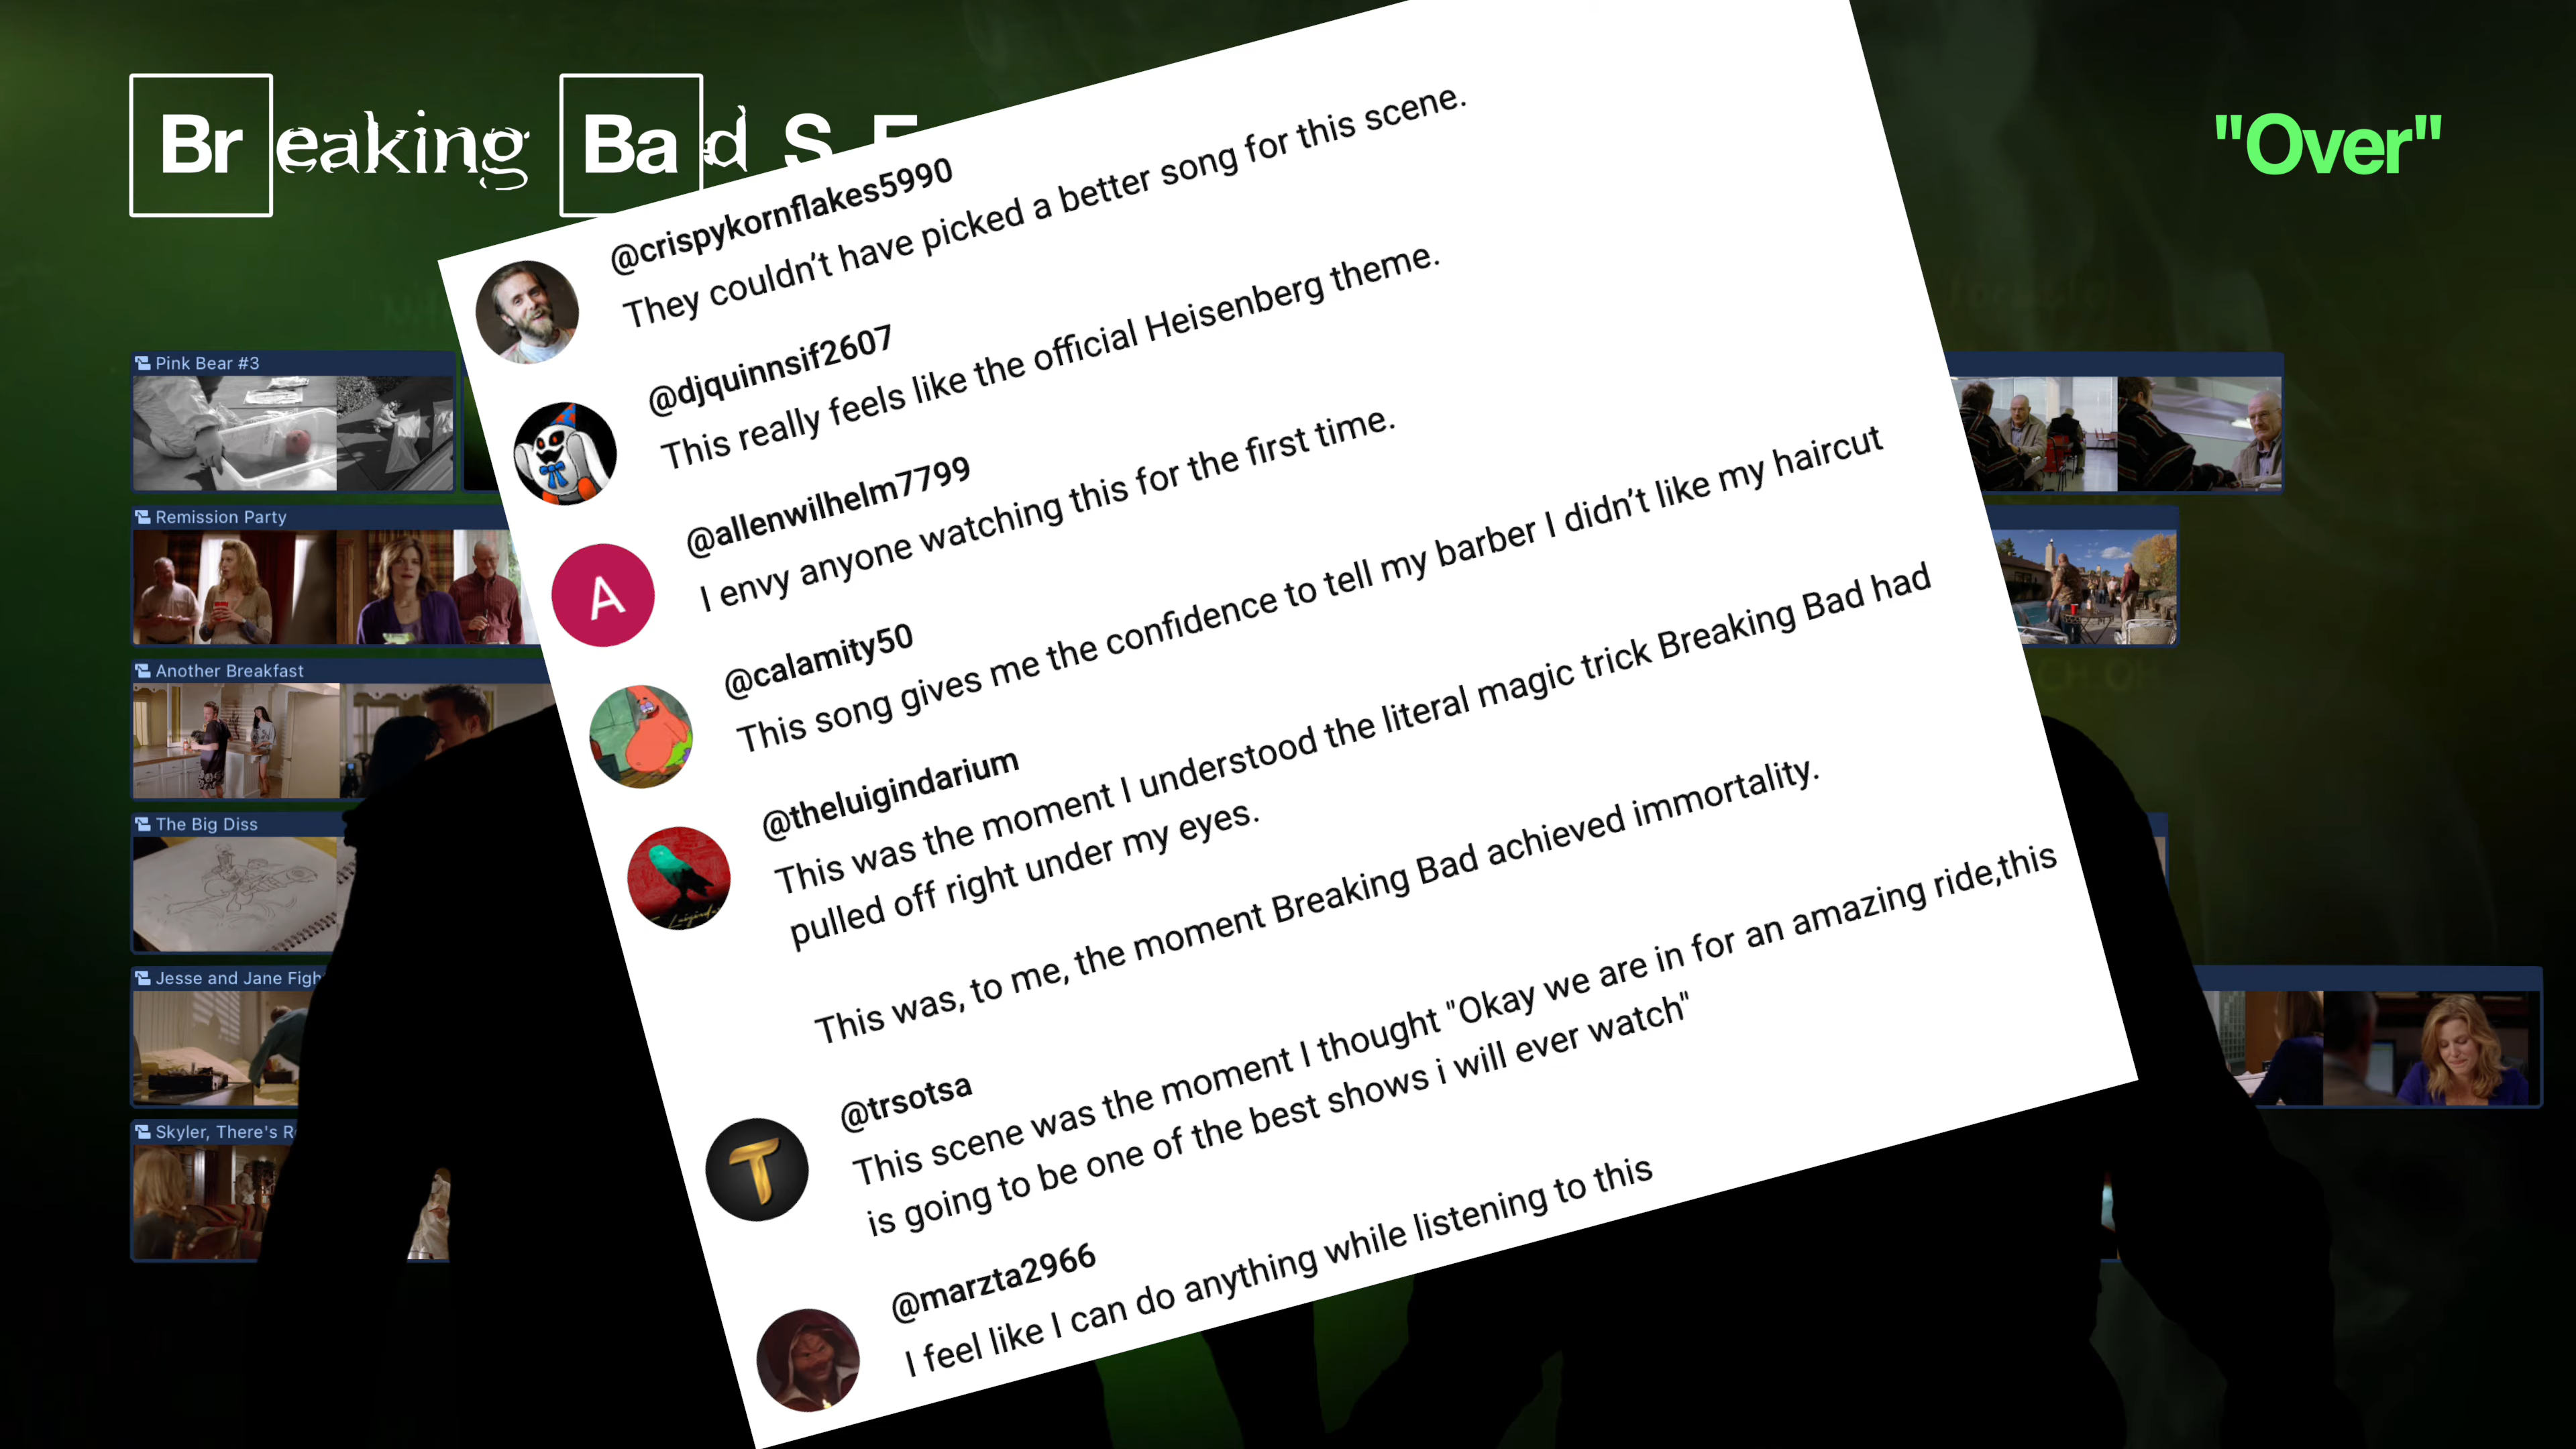 Breaking Bad S E
"Over"
@crispykornflakes5990
They couldn’t have picked a better song for this scene.
@djquinnsif2607
This really feels like the official Heisenberg theme.
@allenwilhelm7799
I envy anyone watching this for the first time.
@calamity50
This song gives me the confidence to tell my barber I didn’t like my haircut
@theluigindarium
This was the moment I understood the literal magic trick Breaking Bad had
pulled off right under my eyes.
This was, to me, the moment Breaking Bad achieved immortality.
@trsotsa
This scene was the moment I thought "Okay we are in for an amazing ride,this
is going to be one of the best shows i will ever watch"
@marzta2966
I feel like I can do anything while listening to this
A
T
Pink Bear #3
Remission Party
Another Breakfast
The Big Diss
Jesse and Jane Figh
Skyler, There's R